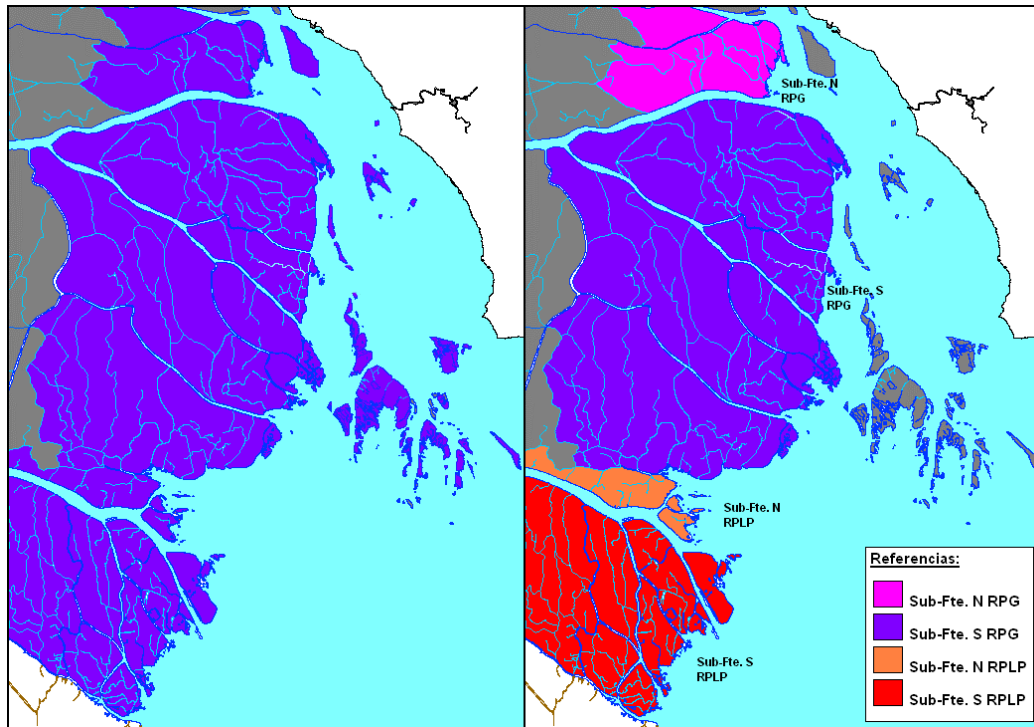 Sub-Fte. N
RPG
Sub-Fte. S
RPG
Sub-Fte. N
RPLP
Sub-Fte. S
RPLP
Referencias:
Sub-Fte. N RPG
Sub-Fte. S RPG
Sub-Fte. N RPLP
Sub-Fte. S RPLP